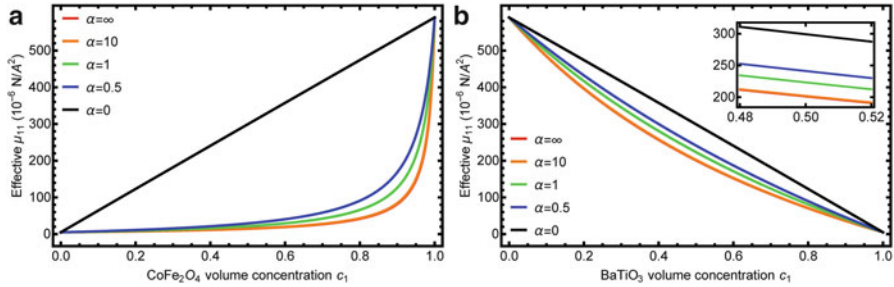 a
α=∞
α=10
α=1
α=0.5
α=0
Effective μ₁₁ (10⁻⁶ N/A²)
500
400
300
200
100
0
0.0 0.2 0.4 0.6 0.8 1.0
CoFe₂O₄ volume concentration c₁
b
Effective μ₁₁ (10⁻⁶ N/A²)
500
400
300
200
100
0
α=∞
α=10
α=1
α=0.5
α=0
300
250
200
0.48 0.50 0.52
0.0 0.2 0.4 0.6 0.8 1.0
BaTiO₃ volume concentration c₁